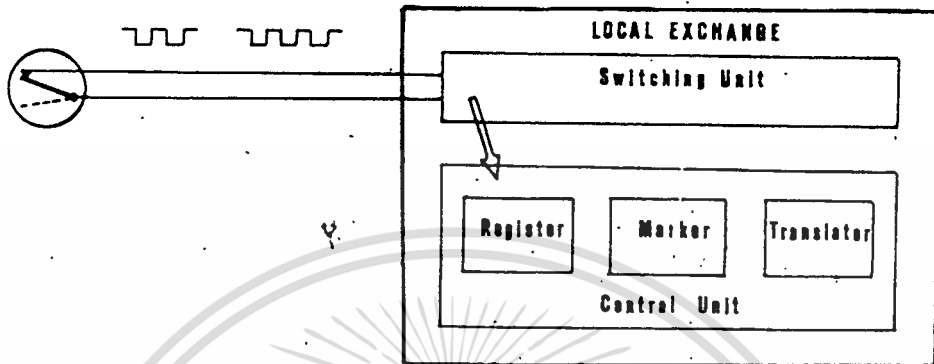 LOCAL EXCHANGE
Switching Unit
Register Marker Translator
Control Unit